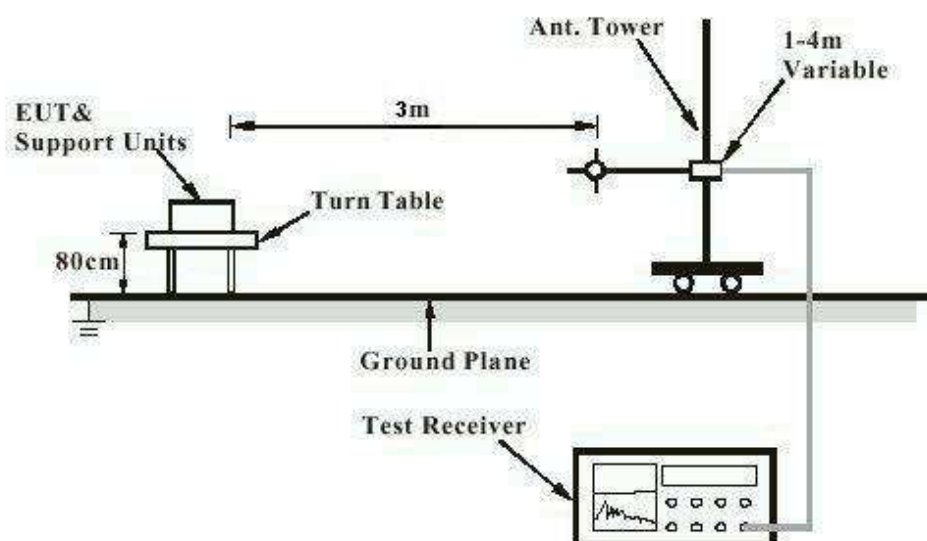 Ant. Tower
1-4m
Variable
3m
EUT&
Support Units
Turn Table
80cm
Ground Plane
Test Receiver